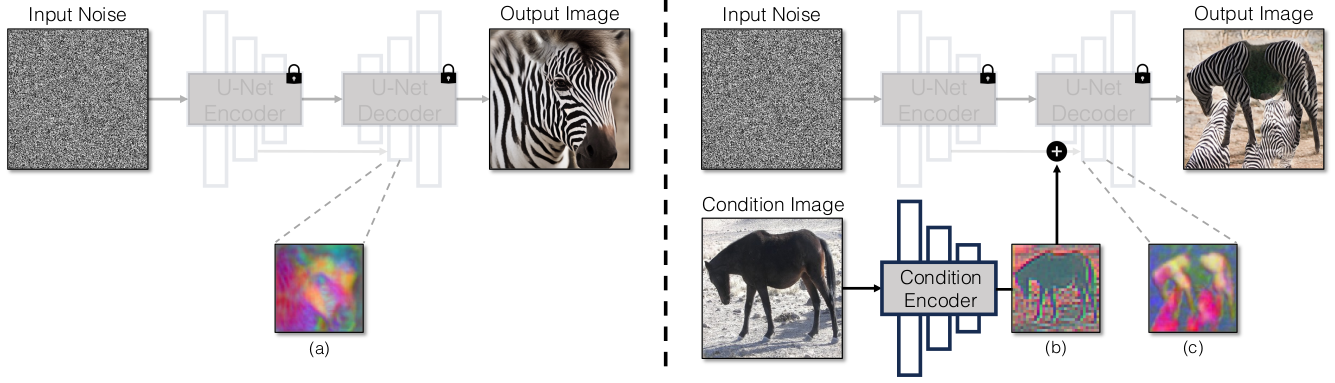 Input Noise
U-Net
Encoder
U-Net
Decoder
Output Image
(a)
Input Noise
U-Net
Encoder
U-Net
Decoder
Output Image
Condition Image
Condition
Encoder
(b)
(c)